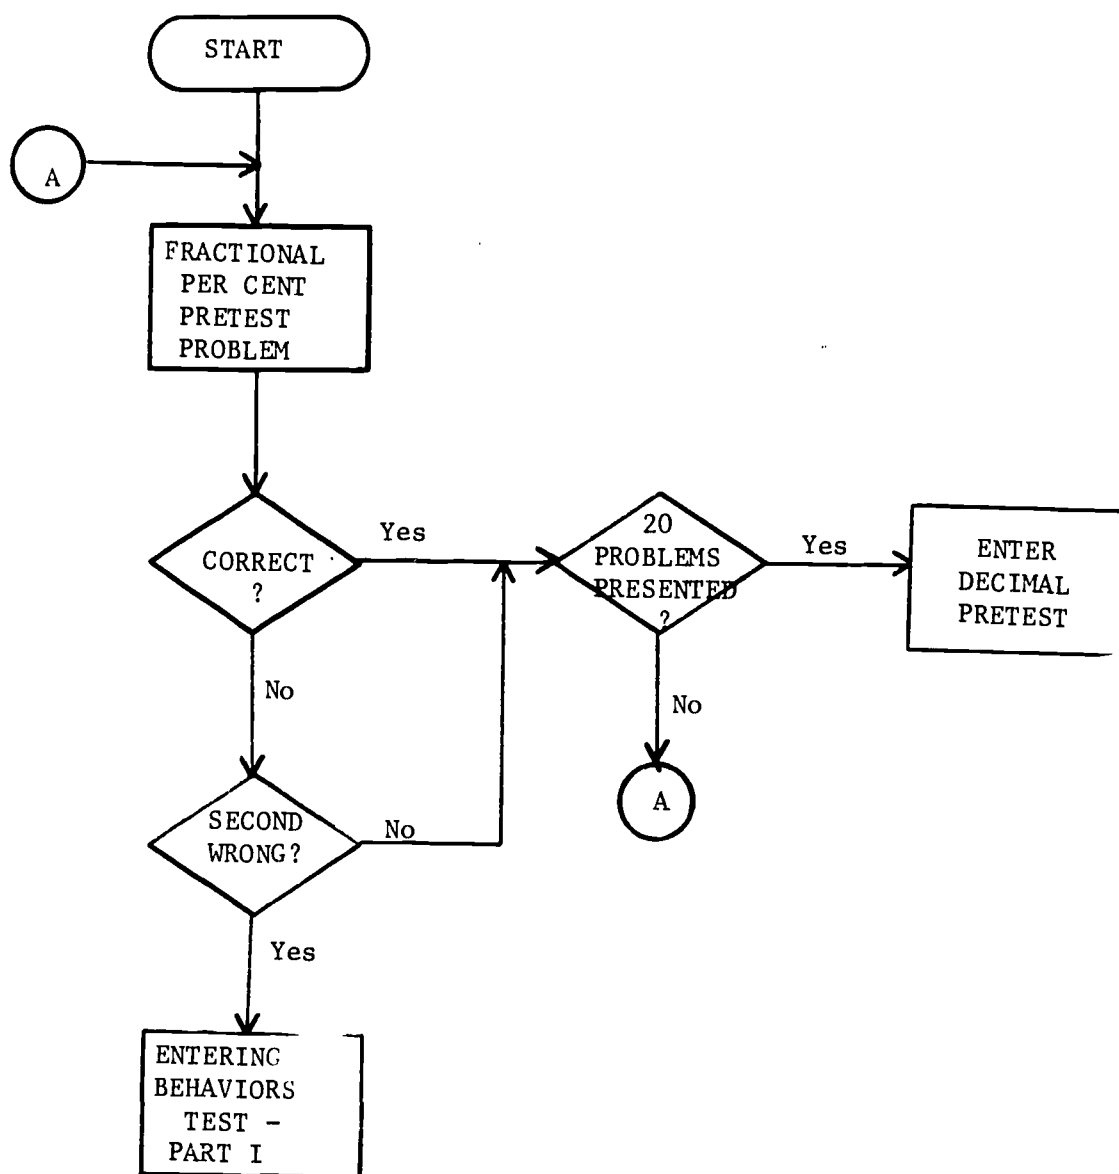 START
A
FRACTIONAL
PER CENT
PRETEST
PROBLEM
CORRECT
?
Yes
20
PROBLEMS
PRESENTED
?
Yes
ENTER
DECIMAL
PRETEST
No
No
A
SECOND
WRONG?
No
Yes
ENTERING
BEHAVIORS
TEST -
PART I